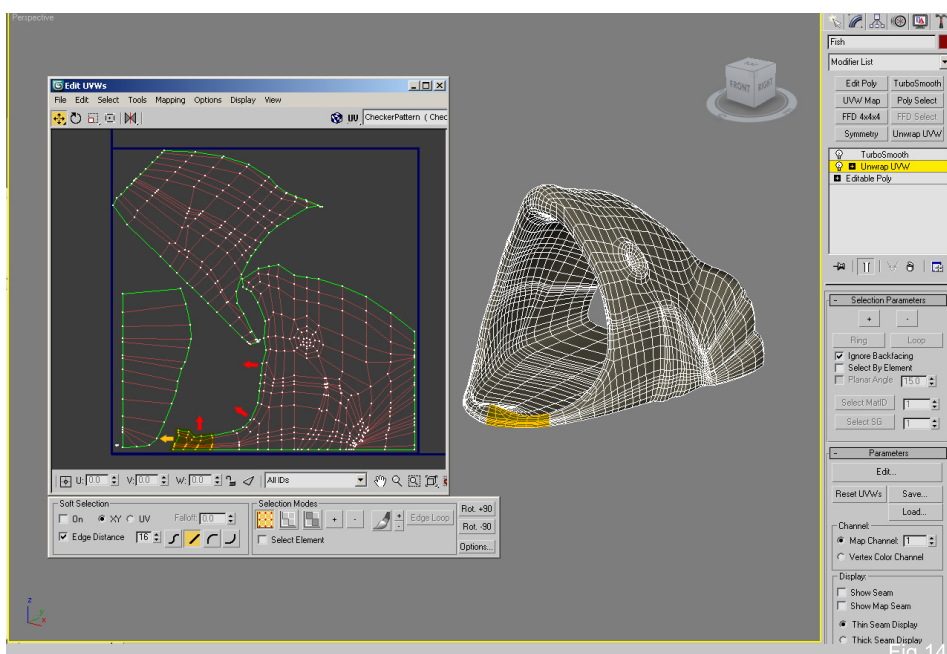 Perspective
Fish
Modifier List
Edit Poly TurboSmooth
UVW Map Poly Select
FFD 4x4x4 FFD Select
Symmetry Unwrap UVW
TurboSmooth
Unwrap UVW
Editable Poly
FRONT RIGHT
Edit UVWs
File Edit Select Tools Mapping Options Display View
UV CheckerPattern ( Chec
U: 0.0 V: 0.0 W: 0.0 All IDs
Soft Selection
On XY UV Falloff: 0.0
Edge Distance 16
Selection Modes
+ - + - Edge Loop
Select Element
Rot. +90
Rot. -90
Options...
Selection Parameters
+ -
Ring Loop
Ignore Backfacing
Select By Element
Planar Angle 15.0
Select MatID 1
Select SG 1
Parameters
Edit...
Reset UVWs Save...
Load...
Channel:
Map Channel: 1
Vertex Color Channel
Display:
Show Seam
Show Map Seam
Thin Seam Display
Thick Seam Display
z
y
x
Fig 14